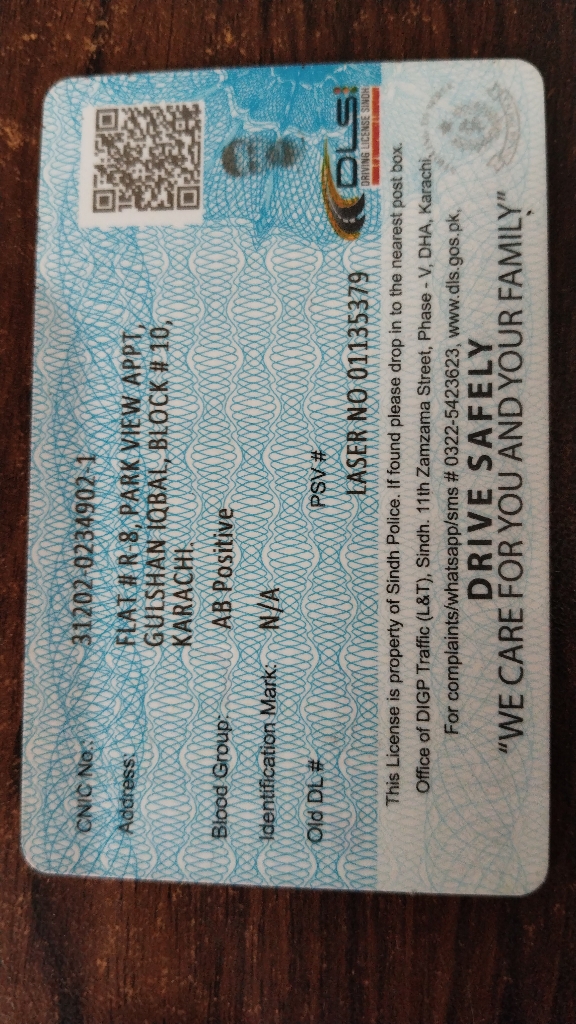 CNIC No.: 31202-0234902-1
Address: FLAT # R-8, PARK VIEW APPT,
GULSHAN IQBAL, BLOCK # 10,
KARACHI.
Blood Group: AB Positive
Identification Mark: N/A
Old DL # PSV #
LASER NO 01135379
DLS
DRIVING LICENSE SINDH
This License is property of Sindh Police. If found please drop in to the nearest post box.
Office of DIGP Traffic (L&T), Sindh. 11th Zamzama Street, Phase - V, DHA, Karachi.
For complaints/whatsapp/sms # 0322-5423623, www.dls.gos.pk.
DRIVE SAFELY
“WE CARE FOR YOU AND YOUR FAMILY”